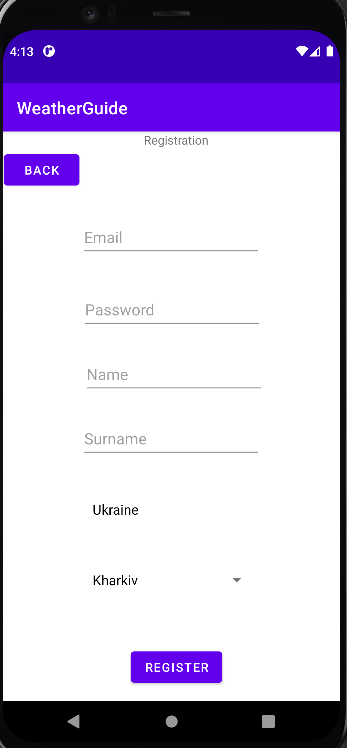 4:13
WeatherGuide
Registration
BACK
Email
Password
Name
Surname
Ukraine
Kharkiv
REGISTER